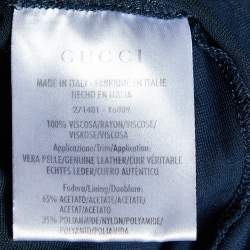 GUCCI
MADE IN ITALY - FABRIQUE EN ITALIE
HECHO EN ITALIA
271401 - X6009
100% VISCOSA/RAYON/VISCOSE/
VISKOSE/VISCOSA
Applicazione/Trim/Applicatif
VERA PELLE/GENUINE LEATHER/CUIR VERITABLE
ECHTES LEDER/CUERO AUTENTICO
Fodera/Lining/Doublure:
65% ACETATO/ACETATE/ACETATE/
ACETAT/ACETATO
35% POLIAMMIDE/NYLON/POLYAMIDE/
POLYAMID/POLIAMIDA